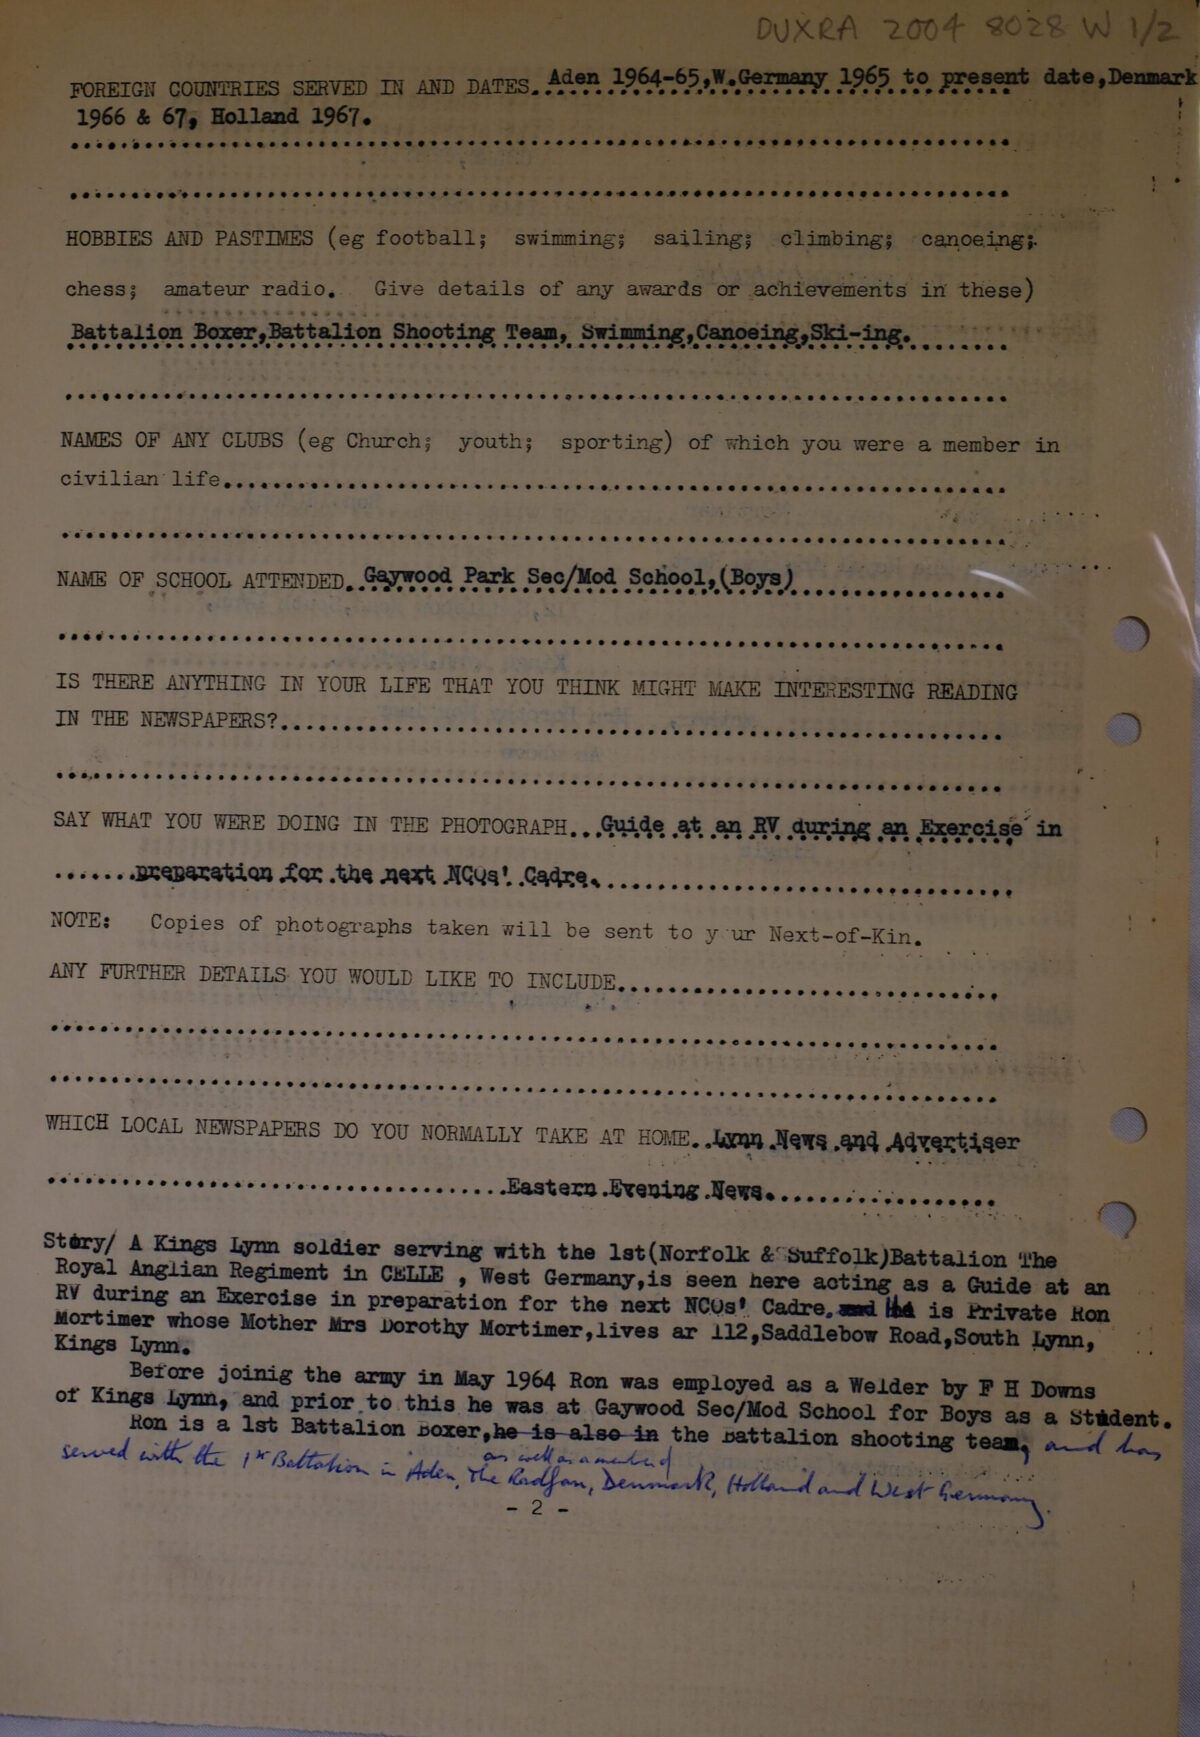 DUXRA 2004 8028 W 1/2
FOREIGN COUNTRIES SERVED IN AND DATES..Aden 1964-65,W.Germany 1965 to present date,Denmark
1966 & 67, Holland 1967.
HOBBIES AND PASTIMES (eg football; swimming; sailing; climbing; canoeing;
chess; amateur radio. Give details of any awards or achievements in these)
Battalion Boxer,Battalion Shooting Team, Swimming,Canoeing,Ski-ing.
NAMES OF ANY CLUBS (eg Church; youth; sporting) of which you were a member in
civilian life
NAME OF SCHOOL ATTENDED..Gaywood Park Sec/Mod School,(Boys)
IS THERE ANYTHING IN YOUR LIFE THAT YOU THINK MIGHT MAKE INTERESTING READING
IN THE NEWSPAPERS?
SAY WHAT YOU WERE DOING IN THE PHOTOGRAPH...Guide at an RV during an Exercise in
preparation for the next NCOs' Cadre.
NOTE: Copies of photographs taken will be sent to y ur Next-of-Kin.
ANY FURTHER DETAILS YOU WOULD LIKE TO INCLUDE
WHICH LOCAL NEWSPAPERS DO YOU NORMALLY TAKE AT HOME..Lynn News and Advertiser
Eastern Evening News.
Story/ A Kings Lynn soldier serving with the 1st(Norfolk & Suffolk)Battalion The
Royal Anglian Regiment in CELLE , West Germany,is seen here acting as a Guide at an
RV during an Exercise in preparation for the next NCOs' Cadre. and He is Private Ron
Mortimer whose Mother Mrs Dorothy Mortimer,lives ar 112,Saddlebow Road,South Lynn,
Kings Lynn.
Before joinig the army in May 1964 Ron was employed as a Welder by F H Downs
of Kings Lynn, and prior to this he was at Gaywood Sec/Mod School for Boys as a Student.
Ron is a 1st Battalion Boxer,he is also in the Battalion shooting team, and has
as well as a member of
served with the 1st Battalion in Aden, The Radfan, Denmark, Holland and West Germany.
- 2 -